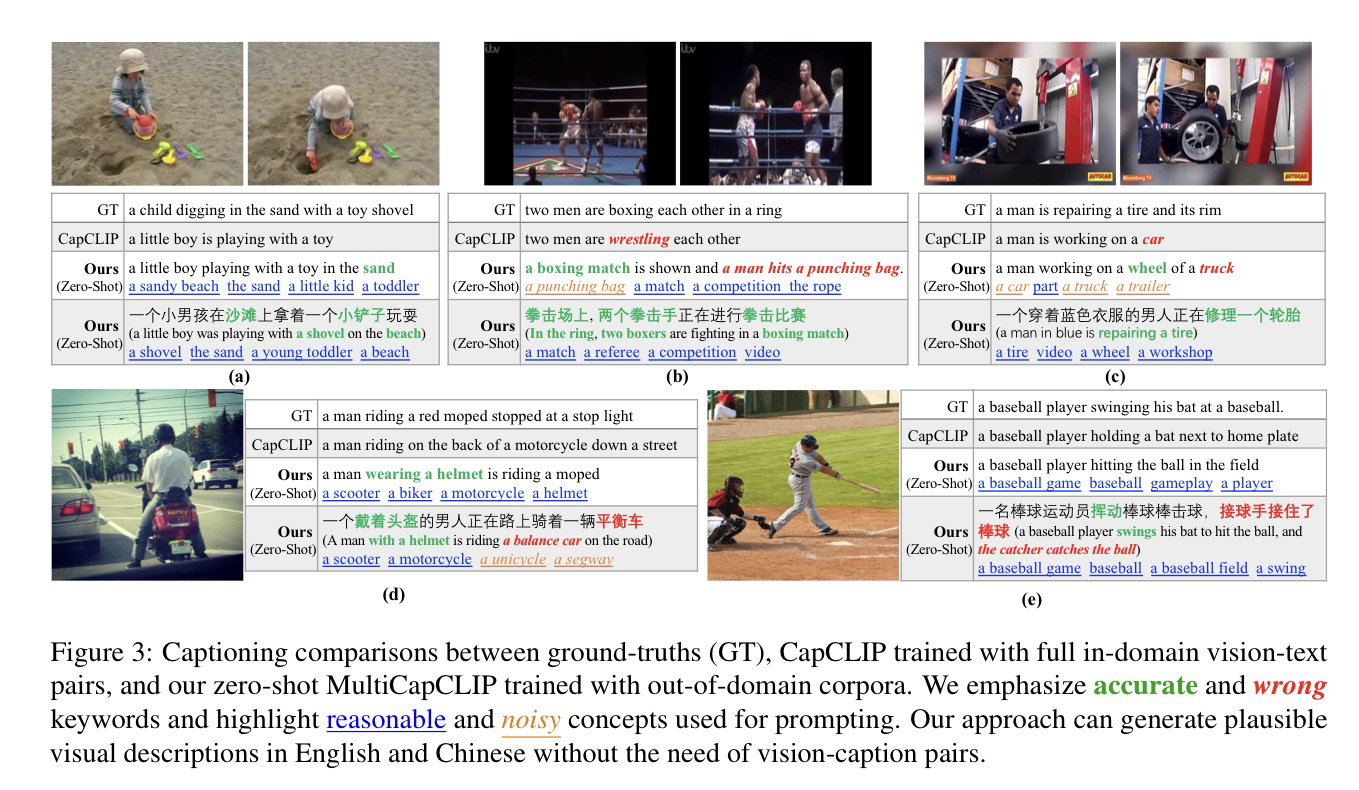 itv
itv
Bloomberg TV
AUTOCAR
Bloomberg TV
AUTOCAR
GT a child digging in the sand with a toy shovel
CapCLIP a little boy is playing with a toy
Ours (Zero-Shot) a little boy playing with a toy in the sand
a sandy beach the sand a little kid a toddler
Ours (Zero-Shot) 一个小男孩在沙滩上拿着一个小铲子玩耍
(a little boy was playing with a shovel on the beach)
a shovel the sand a young toddler a beach
(a)
GT two men are boxing each other in a ring
CapCLIP two men are wrestling each other
Ours (Zero-Shot) a boxing match is shown and a man hits a punching bag.
a punching bag a match a competition the rope
Ours (Zero-Shot) 拳击场上, 两个拳击手正在进行拳击比赛
(In the ring, two boxers are fighting in a boxing match)
a match a referee a competition video
(b)
GT a man is repairing a tire and its rim
CapCLIP a man is working on a car
Ours (Zero-Shot) a man working on a wheel of a truck
a car part a truck a trailer
Ours (Zero-Shot) 一个穿着蓝色衣服的男人正在修理一个轮胎
(a man in blue is repairing a tire)
a tire video a wheel a workshop
(c)
Harley
GT a man riding a red moped stopped at a stop light
CapCLIP a man riding on the back of a motorcycle down a street
Ours (Zero-Shot) a man wearing a helmet is riding a moped
a scooter a biker a motorcycle a helmet
Ours (Zero-Shot) 一个戴着头盔的男人正在路上骑着一辆平衡车
(A man with a helmet is riding a balance car on the road)
a scooter a motorcycle a unicycle a segway
(d)
GT a baseball player swinging his bat at a baseball.
CapCLIP a baseball player holding a bat next to home plate
Ours (Zero-Shot) a baseball player hitting the ball in the field
a baseball game baseball gameplay a player
Ours (Zero-Shot) 一名棒球运动员挥动棒球棒击球, 接球手接住了
棒球 (a baseball player swings his bat to hit the ball, and
the catcher catches the ball)
a baseball game baseball a baseball field a swing
(e)
Figure 3: Captioning comparisons between ground-truths (GT), CapCLIP trained with full in-domain vision-text
pairs, and our zero-shot MultiCapCLIP trained with out-of-domain corpora. We emphasize accurate and wrong
keywords and highlight reasonable and noisy concepts used for prompting. Our approach can generate plausible
visual descriptions in English and Chinese without the need of vision-caption pairs.